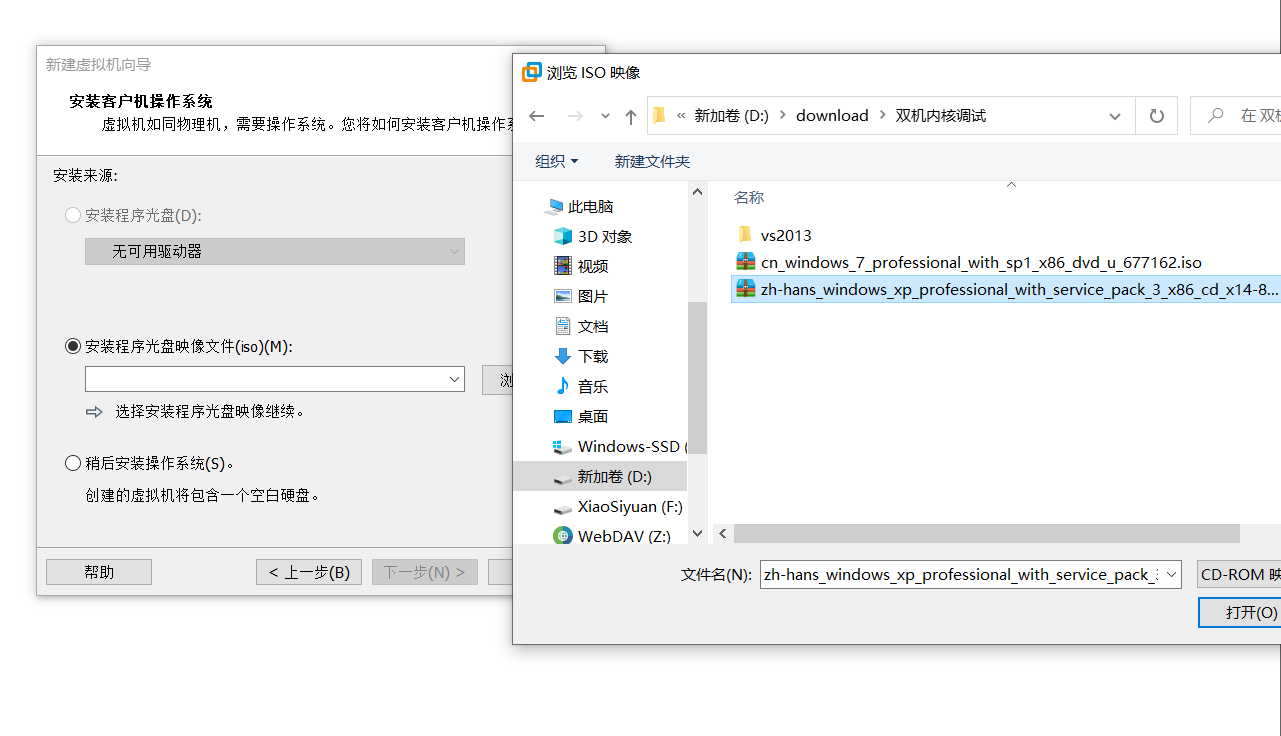 新建虚拟机向导
安装客户机操作系统
虚拟机如同物理机，需要操作系统。您将如何安装客户机操作
安装来源:
安装程序光盘(D):
无可用驱动器
安装程序光盘映像文件(iso)(M):
浏
选择安装程序光盘映像继续。
稍后安装操作系统(S)。
创建的虚拟机将包含一个空白硬盘。
帮助
< 上一步(B)
下一步(N) >
浏览 ISO 映像
« 新加卷 (D:) › download › 双机内核调试
在 双
组织
新建文件夹
此电脑
3D 对象
视频
图片
文档
下载
音乐
桌面
Windows-SSD (
新加卷 (D:)
XiaoSiyuan (F:)
WebDAV (Z:)
名称
vs2013
cn_windows_7_professional_with_sp1_x86_dvd_u_677162.iso
zh-hans_windows_xp_professional_with_service_pack_3_x86_cd_x14-8...
文件名(N):
zh-hans_windows_xp_professional_with_service_pack_
CD-ROM 映
打开(O)